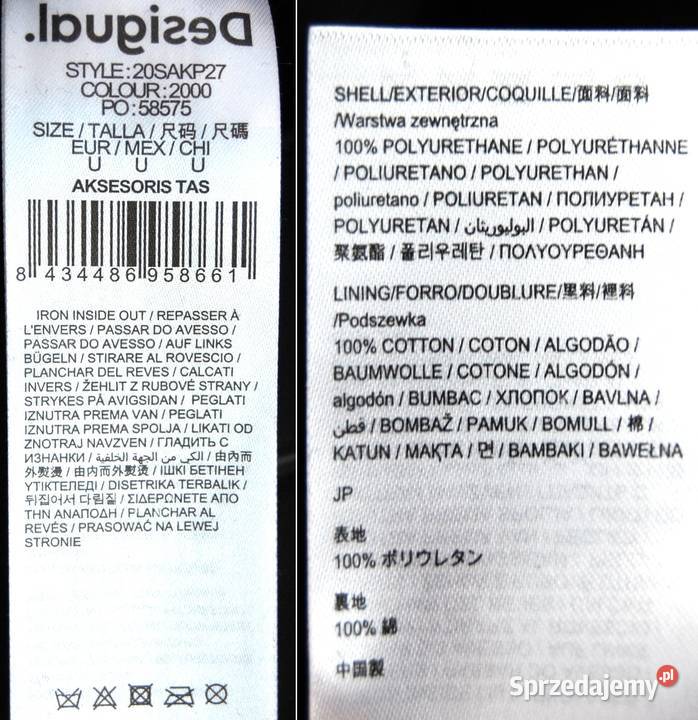 Desigual.
STYLE:20SAKP27
COLOUR:2000
PO:58575
SIZE / TALLA / 尺码 / 尺碼
EUR / MEX / CHI
U U U
AKSESORIS TAS
8 434486 958661
IRON INSIDE OUT / REPASSER À
L'ENVERS / PASSAR DO AVESSO /
PASSAR DO AVESSO / AUF LINKS
BÜGELN / STIRARE AL ROVESCIO /
PLANCHAR DEL REVES / CALCATI
INVERS / ŽEHLIT Z RUBOVÉ STRANY /
STRYKES PÅ AVIGSIDAN / PEGLATI
IZNUTRA PREMA VAN / PEGLATI
IZNUTRA PREMA SPOLJA / LIKATI OD
ZNOTRAJ NAVZVEN / ГЛАДИТЬ С
ИЗНАНКИ / الكي من الجهة الخلفية / 由內而
外熨燙 / 由内而外熨烫 / ІШКІ БЕТІНЕН
ҮТІКТЕЛЕДІ / DISETRIKA TERBALIK /
뒤집어서 다림질 / ΣΙΔΕΡΩΝΕΤΕ ΑΠΟ
ΤΗΝ ΑΝΑΠΟΔΗ / PLANCHAR AL
REVÉS / PRASOWAĆ NA LEWEJ
STRONIE
SHELL/EXTERIOR/COQUILLE/面料/面料
/Warstwa zewnętrzna
100% POLYURETHANE / POLYURÉTHANNE
/ POLIURETANO / POLYURETHAN /
poliuretano / POLIURETAN / ПОЛИУРЕТАН /
POLYURETAN / البوليوريثان / POLYURETÁN /
聚氨酯 / 폴리우레탄 / ΠΟΛΥΟΥΡΕΘΑΝΗ
LINING/FORRO/DOUBLURE/里料/裡料
/Podszewka
100% COTTON / COTON / ALGODÃO /
BAUMWOLLE / COTONE / ALGODÓN /
algodón / BUMBAC / ХЛОПОК / BAVLNA /
قطن / BOMBAŽ / PAMUK / BOMULL / 棉 /
KATUN / МАҚТА / 면 / BAMBAKI / BAWEŁNA
JP
表地
100% ポリウレタン
裏地
100% 綿
中国製
Sprzedajemy.pl